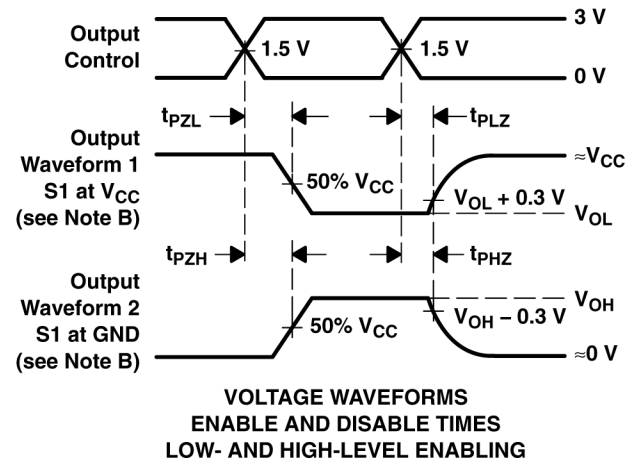 Output
Control
3 V
1.5 V
1.5 V
0 V
tPZL
tPLZ
Output
Waveform 1
S1 at VCC
(see Note B)
≈VCC
50% VCC
VOL + 0.3 V
VOL
tPZH
tPHZ
Output
Waveform 2
S1 at GND
(see Note B)
VOH
VOH − 0.3 V
50% VCC
≈0 V
VOLTAGE WAVEFORMS
ENABLE AND DISABLE TIMES
LOW- AND HIGH-LEVEL ENABLING